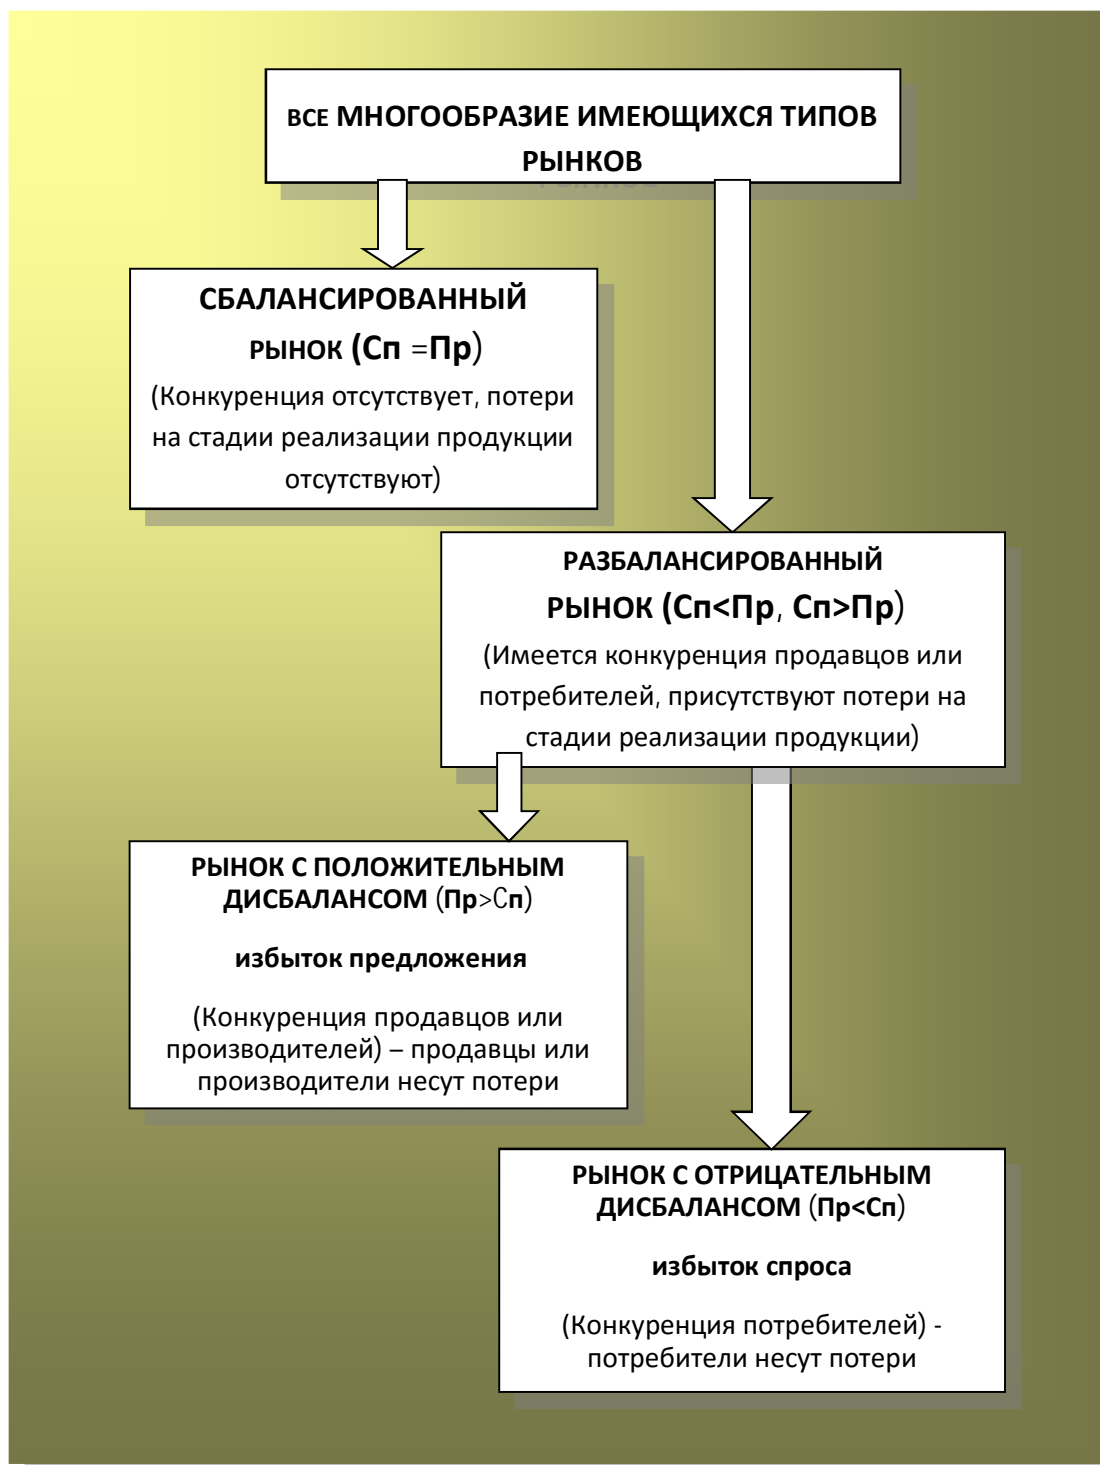 ВСЕ МНОГООБРАЗИЕ ИМЕЮЩИХСЯ ТИПОВ
РЫНКОВ
СБАЛАНСИРОВАННЫЙ
РЫНОК (Сп =Пр)
(Конкуренция отсутствует, потери
на стадии реализации продукции
отсутствуют)
РАЗБАЛАНСИРОВАННЫЙ
РЫНОК (Сп<Пр, Сп>Пр)
(Имеется конкуренция продавцов или
потребителей, присутствуют потери на
стадии реализации продукции)
РЫНОК С ПОЛОЖИТЕЛЬНЫМ
ДИСБАЛАНСОМ (Пр>Сп)
избыток предложения
(Конкуренция продавцов или
производителей) – продавцы или
производители несут потери
РЫНОК С ОТРИЦАТЕЛЬНЫМ
ДИСБАЛАНСОМ (Пр<Сп)
избыток спроса
(Конкуренция потребителей) -
потребители несут потери